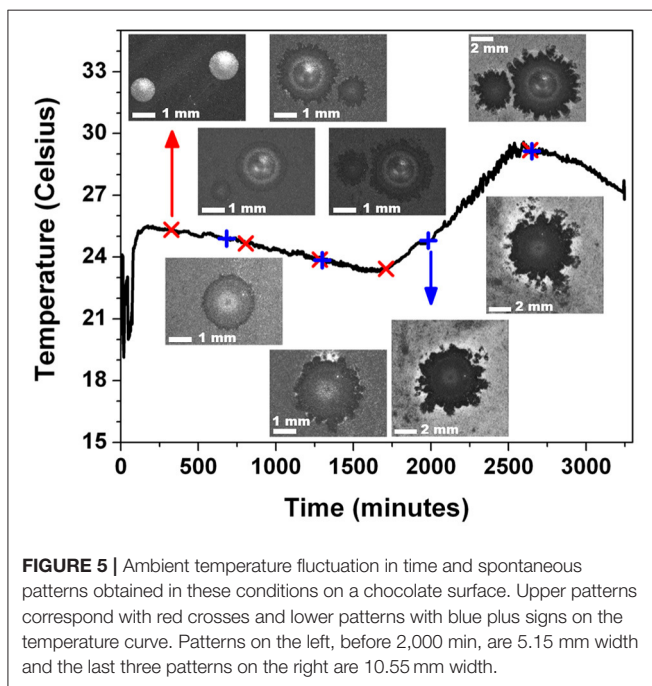 33
30
27
24
21
18
15
Temperature (Celsius)
1 mm
1 mm
2 mm
1 mm
1 mm
1 mm
2 mm
1 mm
2 mm
0 500 1000 1500 2000 2500 3000
Time (minutes)
FIGURE 5 | Ambient temperature fluctuation in time and spontaneous
patterns obtained in these conditions on a chocolate surface. Upper patterns
correspond with red crosses and lower patterns with blue plus signs on the
temperature curve. Patterns on the left, before 2,000 min, are 5.15 mm width
and the last three patterns on the right are 10.55 mm width.